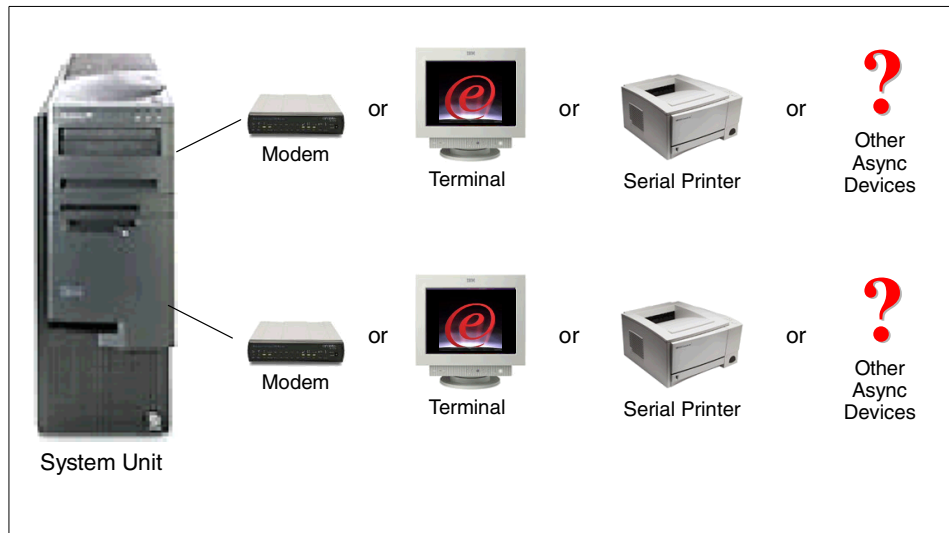 or
or
or
?
Modem
Terminal
Serial Printer
Other
Async
Devices
or
or
or
?
Modem
Terminal
Serial Printer
Other
Async
Devices
System Unit